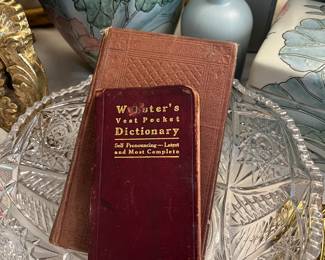 Webster's
Vest Pocket
Dictionary
Self Pronouncing—Latest
and Most Complete